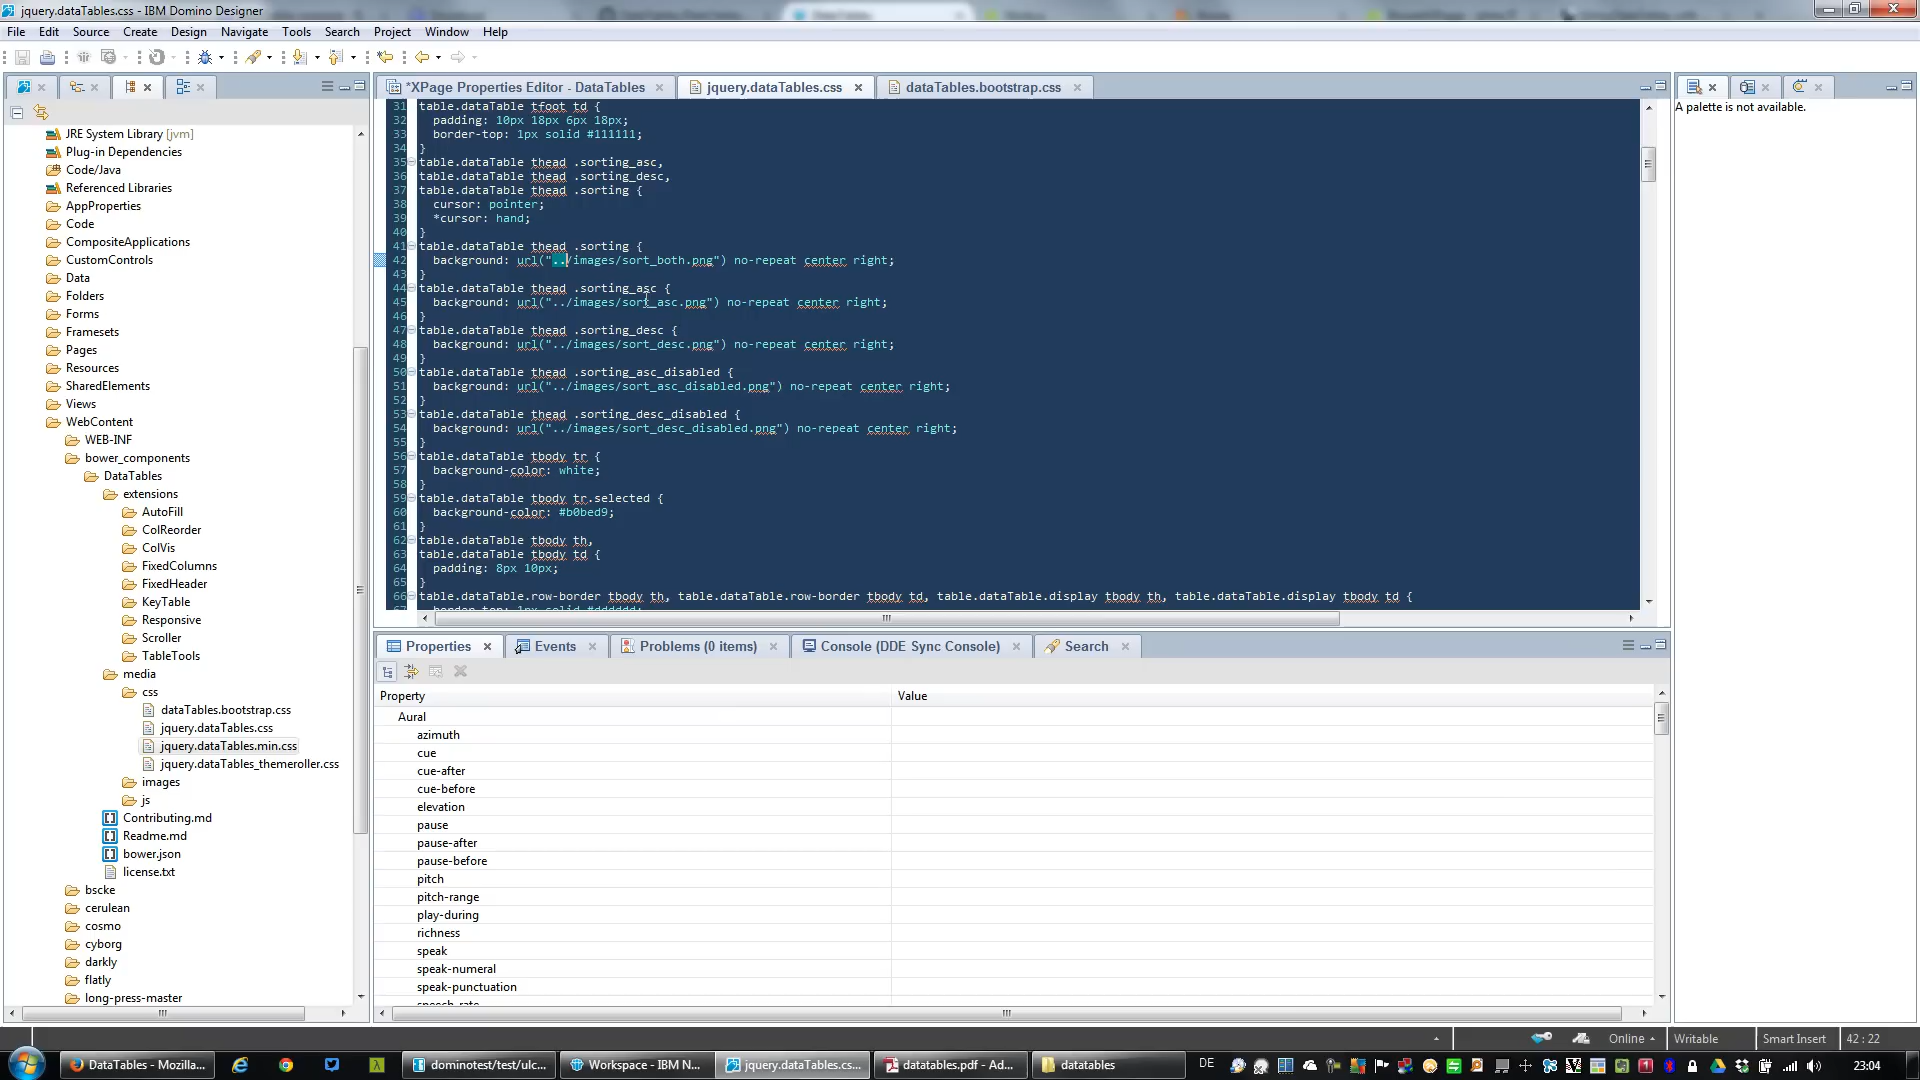 jquery.dataTables.css - IBM Domino Designer
File Edit Source Create Design Navigate Tools Search Project Window Help
*XPage Properties Editor - DataTables
jquery.dataTables.css
dataTables.bootstrap.css
JRE System Library [jvm]
Plug-in Dependencies
Code/Java
Referenced Libraries
AppProperties
Code
CompositeApplications
CustomControls
Data
Folders
Forms
Framesets
Pages
Resources
SharedElements
Views
WebContent
WEB-INF
bower_components
DataTables
extensions
AutoFill
ColReorder
ColVis
FixedColumns
FixedHeader
KeyTable
Responsive
Scroller
TableTools
media
css
dataTables.bootstrap.css
jquery.dataTables.css
jquery.dataTables.min.css
jquery.dataTables_themeroller.css
images
js
Contributing.md
Readme.md
bower.json
license.txt
bscke
cerulean
cosmo
cyborg
darkly
flatly
long-press-master
31 table.dataTable tfoot td {
32 padding: 10px 18px 6px 18px;
33 border-top: 1px solid #111111;
34 }
35 table.dataTable thead .sorting_asc,
36 table.dataTable thead .sorting_desc,
37 table.dataTable thead .sorting {
38 cursor: pointer;
39 *cursor: hand;
40 }
41 table.dataTable thead .sorting {
42 background: url("../images/sort_both.png") no-repeat center right;
43 }
44 table.dataTable thead .sorting_asc {
45 background: url("../images/sort_asc.png") no-repeat center right;
46 }
47 table.dataTable thead .sorting_desc {
48 background: url("../images/sort_desc.png") no-repeat center right;
49 }
50 table.dataTable thead .sorting_asc_disabled {
51 background: url("../images/sort_asc_disabled.png") no-repeat center right;
52 }
53 table.dataTable thead .sorting_desc_disabled {
54 background: url("../images/sort_desc_disabled.png") no-repeat center right;
55 }
56 table.dataTable tbody tr {
57 background-color: white;
58 }
59 table.dataTable tbody tr.selected {
60 background-color: #b0bed9;
61 }
62 table.dataTable tbody th,
63 table.dataTable tbody td {
64 padding: 8px 10px;
65 }
66 table.dataTable.row-border tbody th, table.dataTable.row-border tbody td, table.dataTable.display tbody th, table.dataTable.display tbody td {
67 border-top: 1px solid #dddddd;
A palette is not available.
Properties
Events
Problems (0 items)
Console (DDE Sync Console)
Search
Property Value
Aural
azimuth
cue
cue-after
cue-before
elevation
pause
pause-after
pause-before
pitch
pitch-range
play-during
richness
speak
speak-numeral
speak-punctuation
speech-rate
Online
Writable
Smart Insert
42 : 22
DataTables - Mozilla...
dominotest/test/ulc...
Workspace - IBM N...
jquery.dataTables.cs...
datatables.pdf - Ad...
datatables
DE
23:04